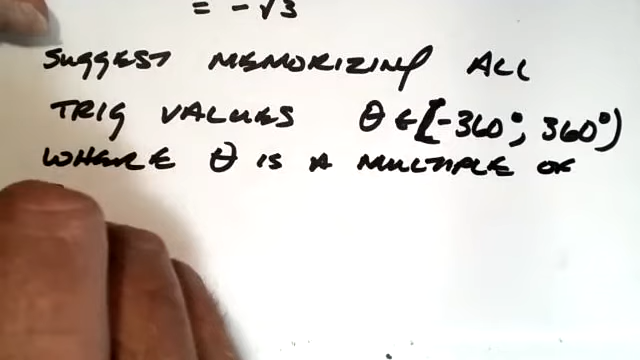 = -√3
SUGGEST MEMORIZING ALL
TRIG VALUES θ ∈ [-360°, 360°)
WHERE θ IS A MULTIPLE OF